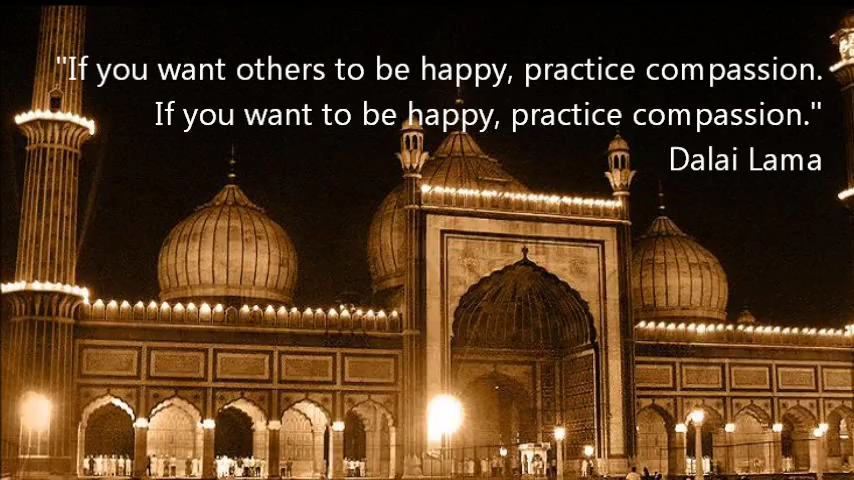 "If you want others to be happy, practice compassion.
If you want to be happy, practice compassion."
Dalai Lama